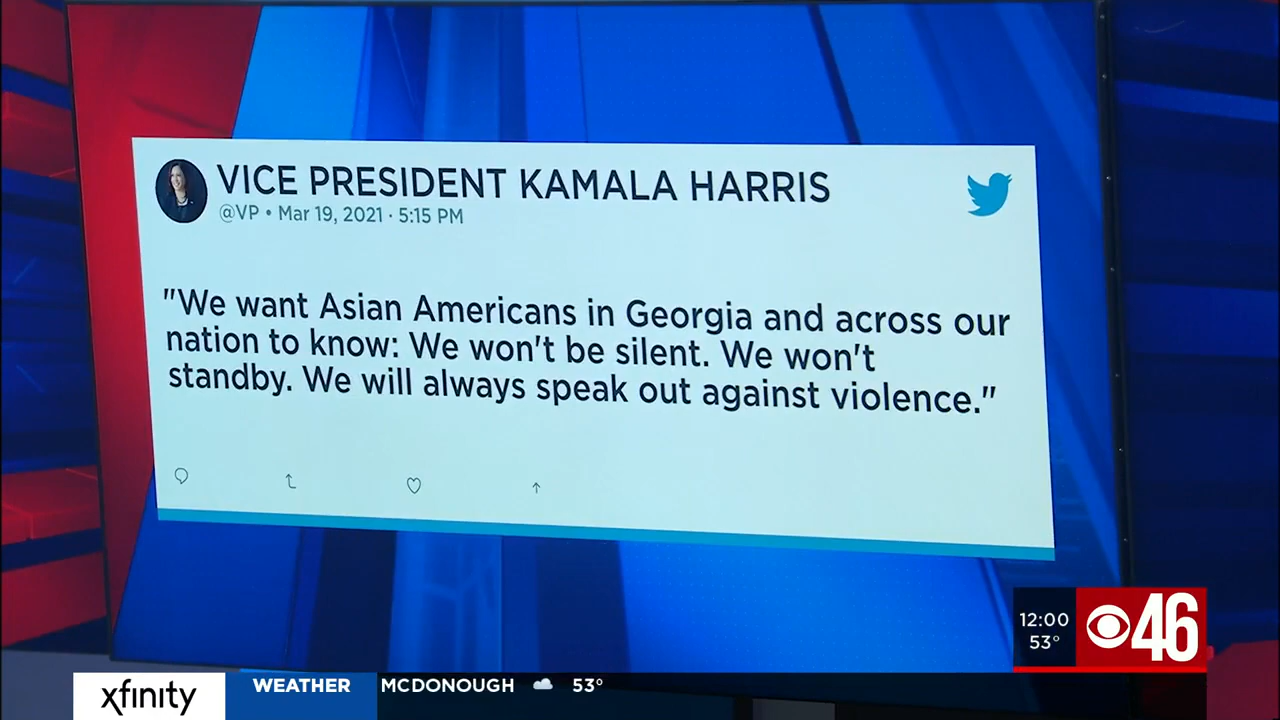 VICE PRESIDENT KAMALA HARRIS
@VP • Mar 19, 2021 · 5:15 PM
"We want Asian Americans in Georgia and across our
nation to know: We won't be silent. We won't
standby. We will always speak out against violence."
12:00
53°
46
xfinity
WEATHER
MCDONOUGH
53°